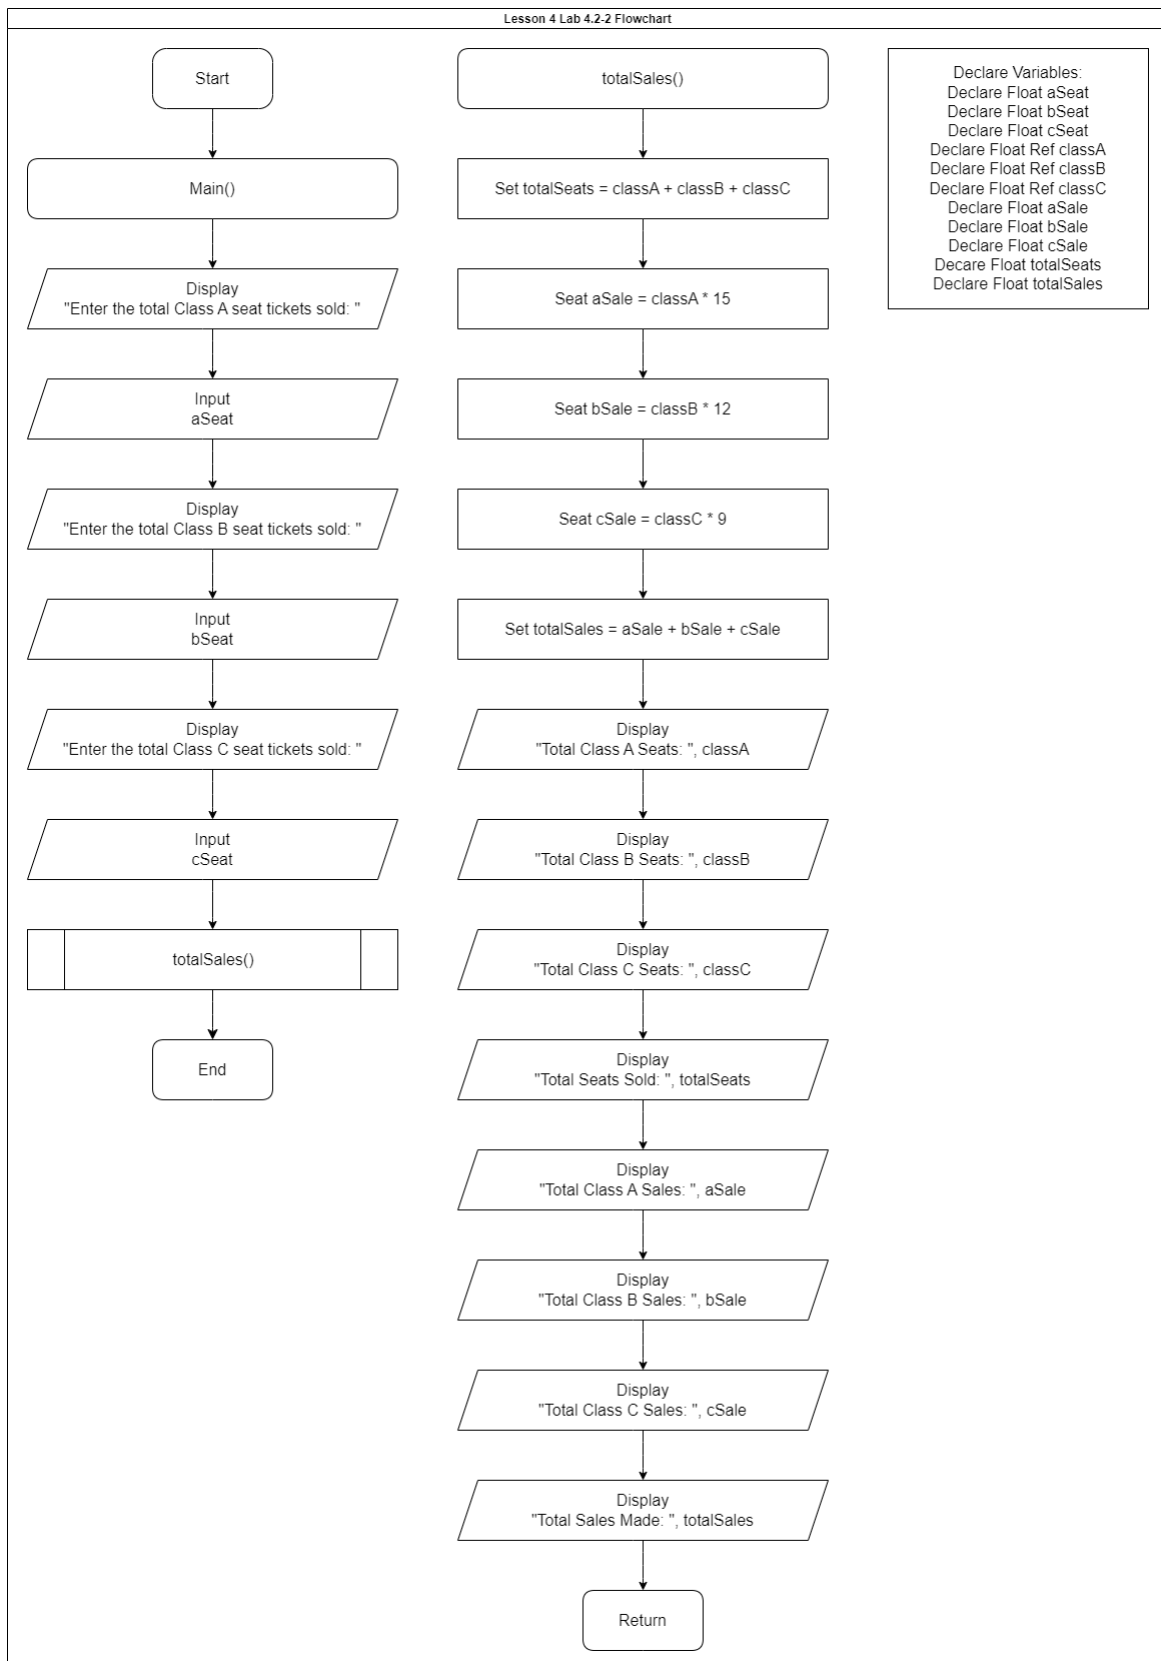 Lesson 4 Lab 4.2-2 Flowchart
Start
Main()
Display
"Enter the total Class A seat tickets sold: "
Input
aSeat
Display
"Enter the total Class B seat tickets sold: "
Input
bSeat
Display
"Enter the total Class C seat tickets sold: "
Input
cSeat
totalSales()
End
totalSales()
Set totalSeats = classA + classB + classC
Seat aSale = classA * 15
Seat bSale = classB * 12
Seat cSale = classC * 9
Set totalSales = aSale + bSale + cSale
Display
"Total Class A Seats: ", classA
Display
"Total Class B Seats: ", classB
Display
"Total Class C Seats: ", classC
Display
"Total Seats Sold: ", totalSeats
Display
"Total Class A Sales: ", aSale
Display
"Total Class B Sales: ", bSale
Display
"Total Class C Sales: ", cSale
Display
"Total Sales Made: ", totalSales
Return
Declare Variables:
Declare Float aSeat
Declare Float bSeat
Declare Float cSeat
Declare Float Ref classA
Declare Float Ref classB
Declare Float Ref classC
Declare Float aSale
Declare Float bSale
Declare Float cSale
Decare Float totalSeats
Declare Float totalSales